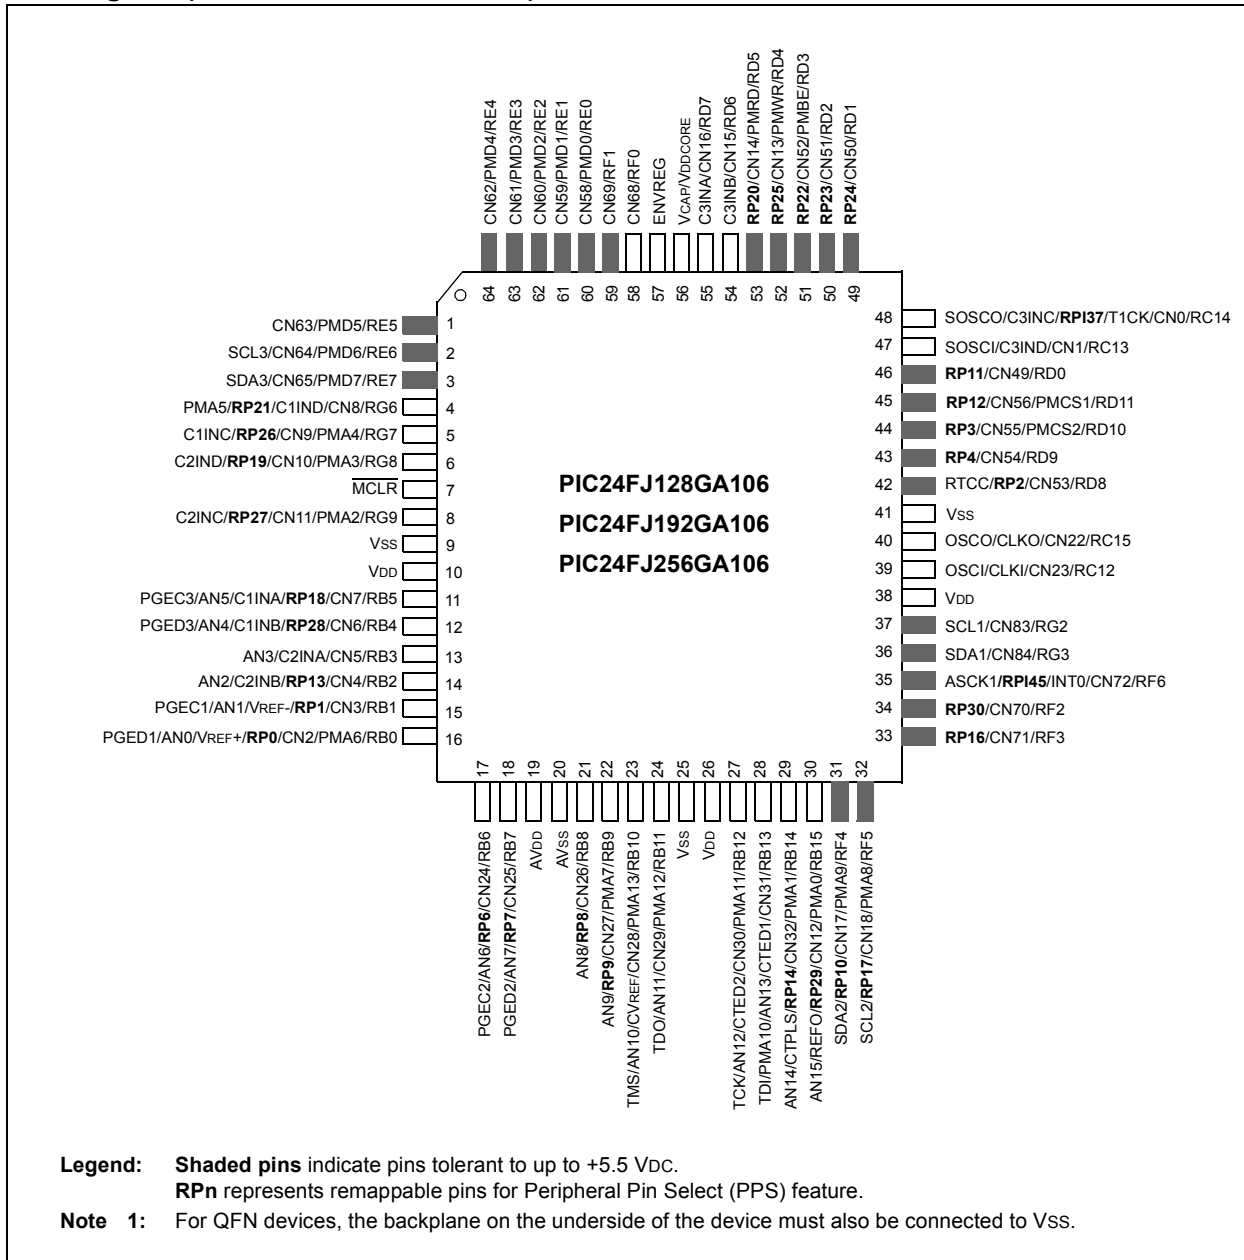 CN62/PMD4/RE4
CN61/PMD3/RE3
CN60/PMD2/RE2
CN59/PMD1/RE1
CN58/PMD0/RE0
CN69/RF1
CN68/RF0
ENVREG
VCAP/VDDCORE
C3INA/CN16/RD7
C3INB/CN15/RD6
RP20/CN14/PMRD/RD5
RP25/CN13/PMWR/RD4
RP22/CN52/PMBE/RD3
RP23/CN51/RD2
RP24/CN50/RD1
64 63 62 61 60 59 58 57 56 55 54 53 52 51 50 49
CN63/PMD5/RE5 1
SCL3/CN64/PMD6/RE6 2
SDA3/CN65/PMD7/RE7 3
PMA5/RP21/C1IND/CN8/RG6 4
C1INC/RP26/CN9/PMA4/RG7 5
C2IND/RP19/CN10/PMA3/RG8 6
MCLR 7
C2INC/RP27/CN11/PMA2/RG9 8
VSS 9
VDD 10
PGEC3/AN5/C1INA/RP18/CN7/RB5 11
PGED3/AN4/C1INB/RP28/CN6/RB4 12
AN3/C2INA/CN5/RB3 13
AN2/C2INB/RP13/CN4/RB2 14
PGEC1/AN1/VREF-/RP1/CN3/RB1 15
PGED1/AN0/VREF+/RP0/CN2/PMA6/RB0 16
PIC24FJ128GA106
PIC24FJ192GA106
PIC24FJ256GA106
48 SOSCO/C3INC/RPI37/T1CK/CN0/RC14
47 SOSCI/C3IND/CN1/RC13
46 RP11/CN49/RD0
45 RP12/CN56/PMCS1/RD11
44 RP3/CN55/PMCS2/RD10
43 RP4/CN54/RD9
42 RTCC/RP2/CN53/RD8
41 VSS
40 OSCO/CLKO/CN22/RC15
39 OSCI/CLKI/CN23/RC12
38 VDD
37 SCL1/CN83/RG2
36 SDA1/CN84/RG3
35 ASCK1/RPI45/INT0/CN72/RF6
34 RP30/CN70/RF2
33 RP16/CN71/RF3
17 18 19 20 21 22 23 24 25 26 27 28 29 30 31 32
PGEC2/AN6/RP6/CN24/RB6
PGED2/AN7/RP7/CN25/RB7
AVDD
AVSS
AN8/RP8/CN26/RB8
AN9/RP9/CN27/PMA7/RB9
TMS/AN10/CVREF/CN28/PMA13/RB10
TDO/AN11/CN29/PMA12/RB11
VSS
VDD
TCK/AN12/CTED2/CN30/PMA11/RB12
TDI/PMA10/AN13/CTED1/CN31/RB13
AN14/CTPLS/RP14/CN32/PMA1/RB14
AN15/REFO/RP29/CN12/PMA0/RB15
SDA2/RP10/CN17/PMA9/RF4
SCL2/RP17/CN18/PMA8/RF5
Legend: Shaded pins indicate pins tolerant to up to +5.5 VDC.
RPn represents remappable pins for Peripheral Pin Select (PPS) feature.
Note 1: For QFN devices, the backplane on the underside of the device must also be connected to VSS.